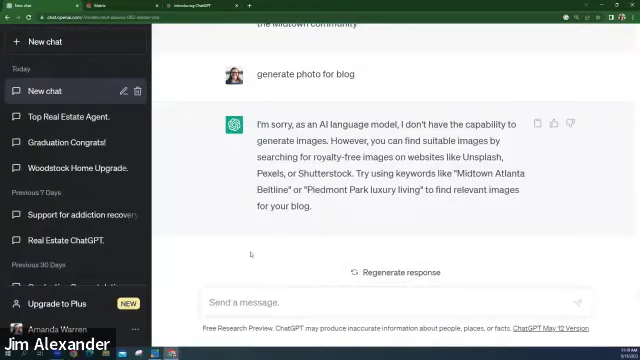 New chat
Matrix
Introducing ChatGPT
New chat
the Midtown community
Today
generate photo for blog
New chat
Top Real Estate Agent.
I'm sorry, as an AI language model, I don't have the capability to
generate images. However, you can find suitable images by
Graduation Congrats!
searching for royalty-free images on websites like Unsplash,
Woodstock Home Upgrade.
Pexels, or Shutterstock. Try using keywords like "Midtown Atlanta
Beltline" or "Piedmont Park luxury living" to find relevant images
Previous 7 Days
for your blog.
Support for addiction recovery
Real Estate ChatGPT.
Previous 30 Days
Regenerate response
Upgrade to Plus
NEW
Send a message.
Amanda Warren
Free Research Preview. ChatGPT may produce inaccurate information about people, places, or facts. ChatGPT May 12 Version
Jim Alexander